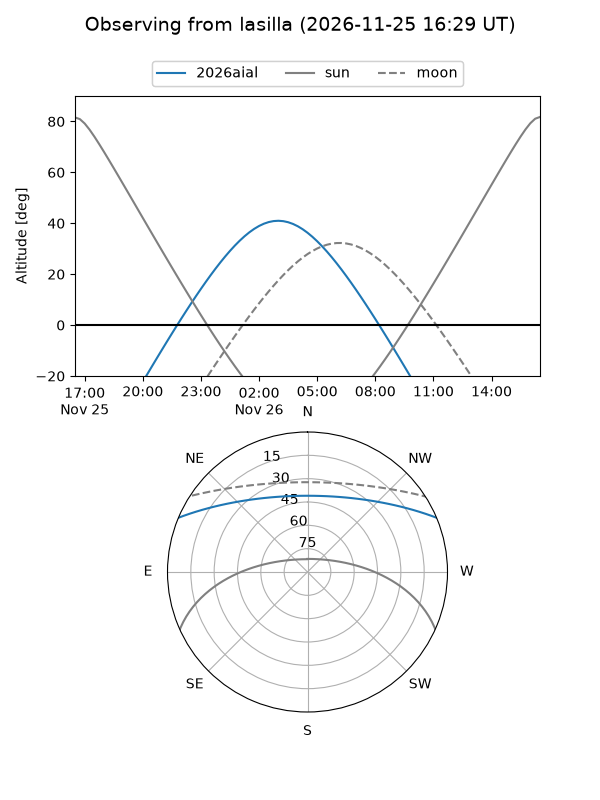 Observing from lasilla (2026-11-25 16:29 UT)
2026aial sun moon
Altitude [deg]
80
60
40
20
0
−20
17:00 20:00 23:00 02:00 05:00 08:00 11:00 14:00
Nov 25 Nov 26
N
NE NW
15
30
45
60
75
E W
SE SW
S